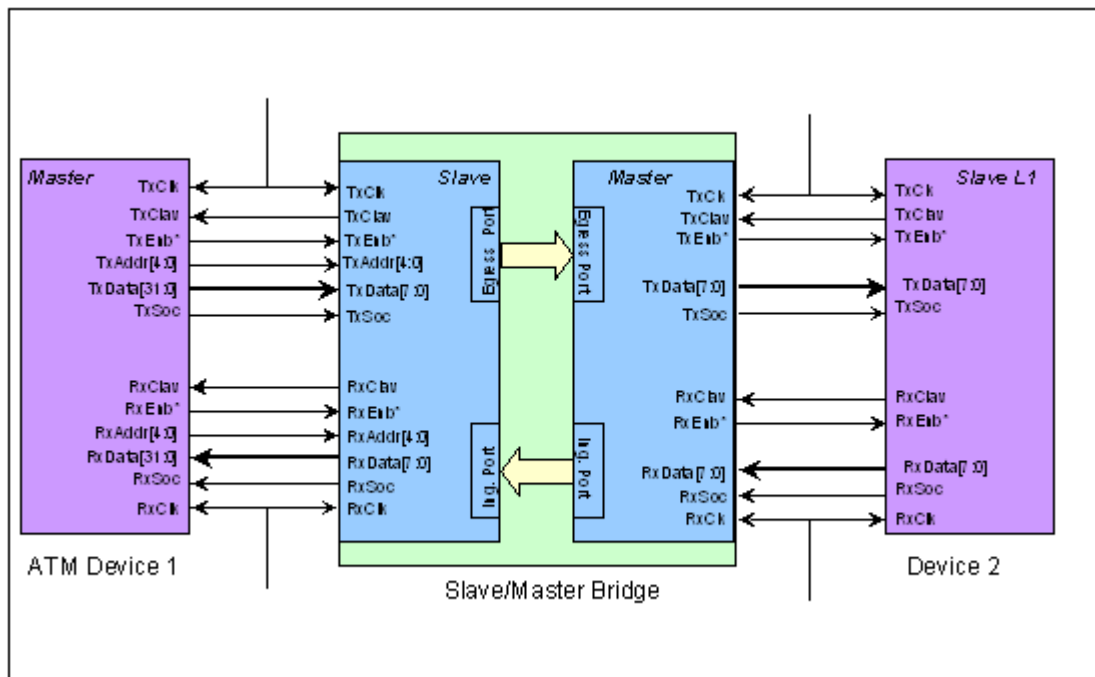 Master
TxClk
TxClav
TxEnb*
TxAddr[4:0]
TxData[31:0]
TxSoc
RxClav
RxEnb*
RxAddr[4:0]
RxData[31:0]
RxSoc
RxClk
ATM Device 1
Slave
TxClk
TxClav
TxEnb*
TxAddr[4:0]
TxData[7:0]
TxSoc
RxClav
RxEnb*
RxAddr[4:0]
RxData[7:0]
RxSoc
RxClk
Egress Port
Ing. Port
Master
Egress Port
Ing. Port
TxClk
TxClav
TxEnb*
TxData[7:0]
TxSoc
RxClav
RxEnb*
RxData[7:0]
RxSoc
RxClk
Slave/Master Bridge
Slave L1
TxClk
TxClav
TxEnb*
TxData[7:0]
TxSoc
RxClav
RxEnb*
RxData[7:0]
RxSoc
RxClk
Device 2